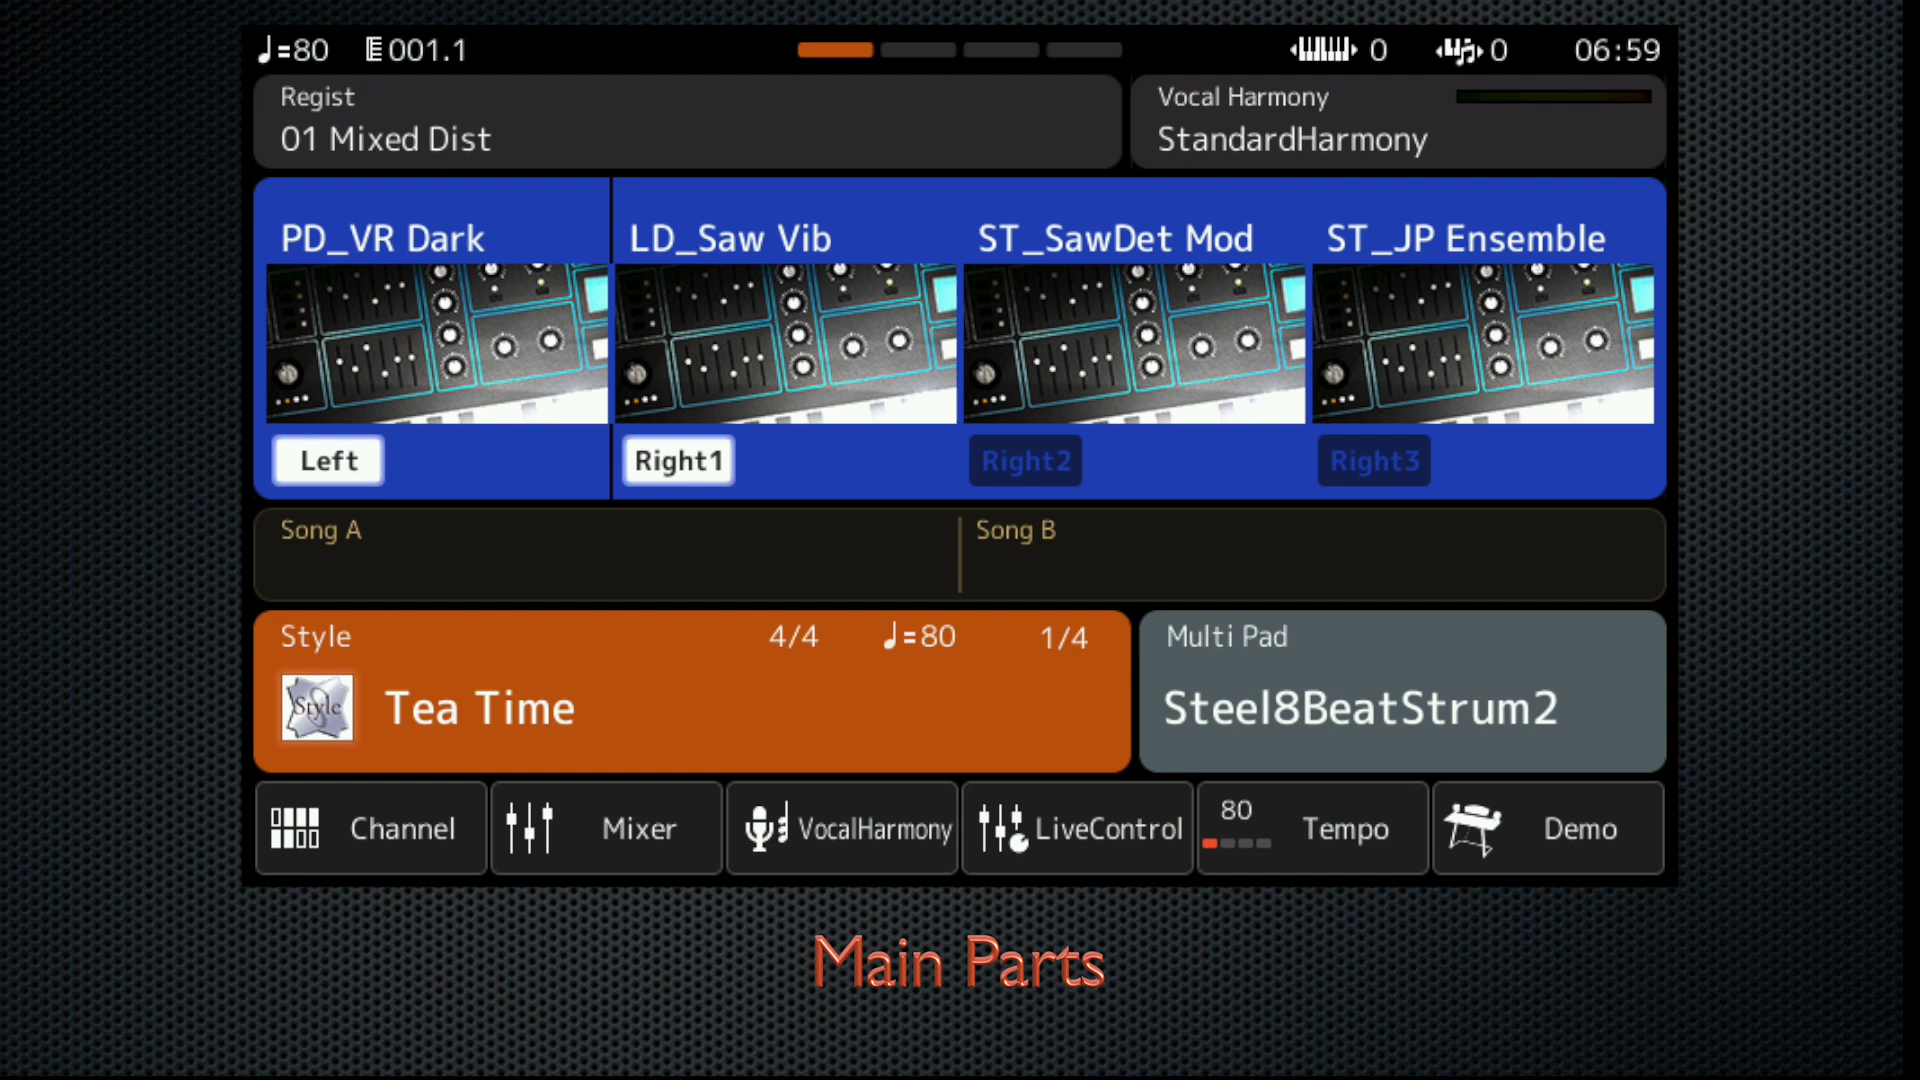 ♩=80 001.1 0 0 06:59
Regist
01 Mixed Dist
Vocal Harmony
StandardHarmony
PD_VR Dark LD_Saw Vib ST_SawDet Mod ST_JP Ensemble
Left Right1 Right2 Right3
Song A Song B
Style 4/4 ♩=80 1/4
Style Tea Time
Multi Pad
Steel8BeatStrum2
Channel Mixer VocalHarmony LiveControl 80 Tempo Demo
Main Parts